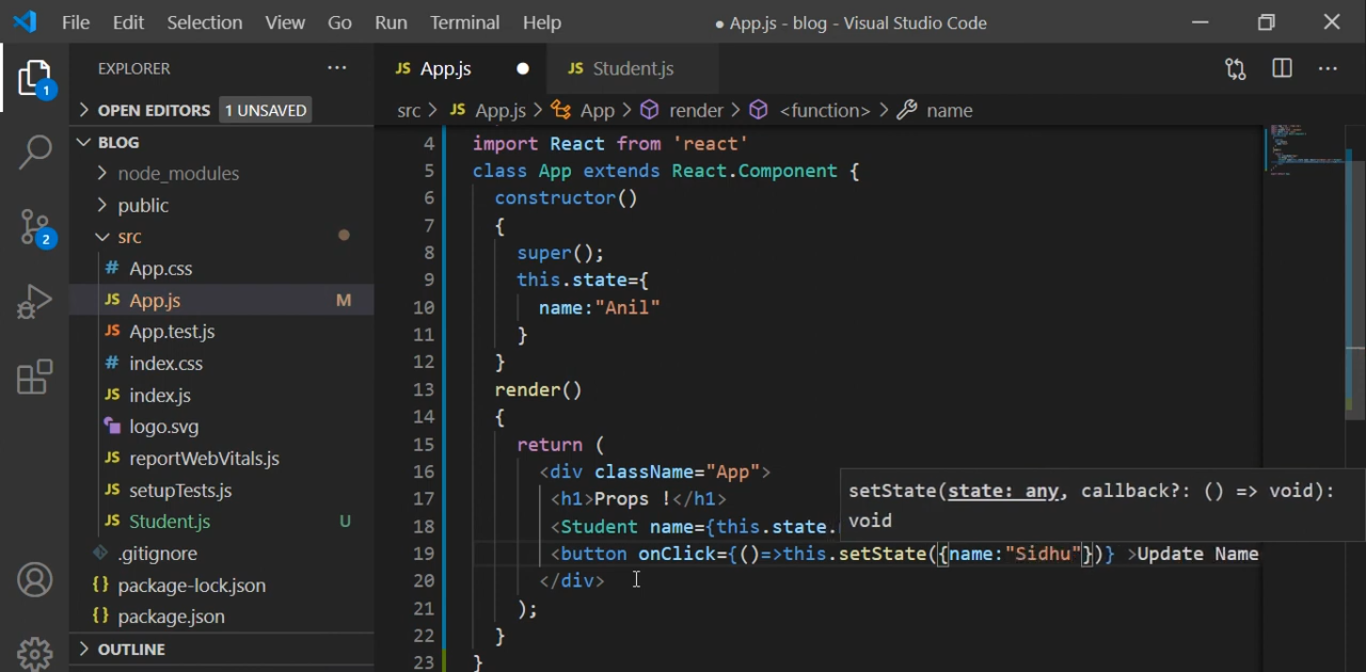 File Edit Selection View Go Run Terminal Help ● App.js - blog - Visual Studio Code
EXPLORER ···
JS App.js ● JS Student.js ···
OPEN EDITORS 1 UNSAVED
src > JS App.js > App > render > <function> > name
1
BLOG
node_modules
public
2
src
# App.css
JS App.js M
JS App.test.js
# index.css
JS index.js
logo.svg
JS reportWebVitals.js
JS setupTests.js
JS Student.js U
.gitignore
{} package-lock.json
{} package.json
OUTLINE
4 import React from 'react'
5 class App extends React.Component {
6 constructor()
7 {
8 super();
9 this.state={
10 name:"Anil"
11 }
12 }
13 render()
14 {
15 return (
16 <div className="App">
17 <h1>Props !</h1>
18 <Student name={this.state.
19 <button onClick={()=>this.setState({name:"Sidhu"})} >Update Name
20 </div>
21 );
22 }
23 }
setState(state: any, callback?: () => void):
void